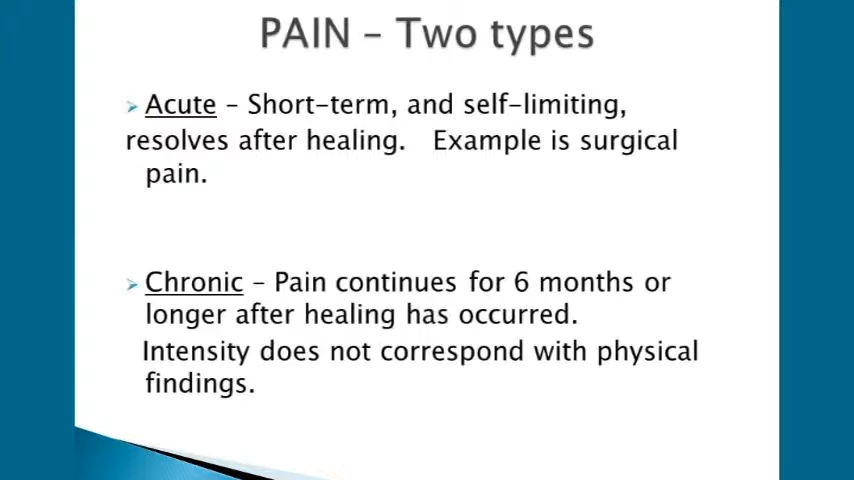 PAIN – Two types
Acute – Short-term, and self-limiting,
resolves after healing. Example is surgical
pain.
Chronic – Pain continues for 6 months or
longer after healing has occurred.
Intensity does not correspond with physical
findings.